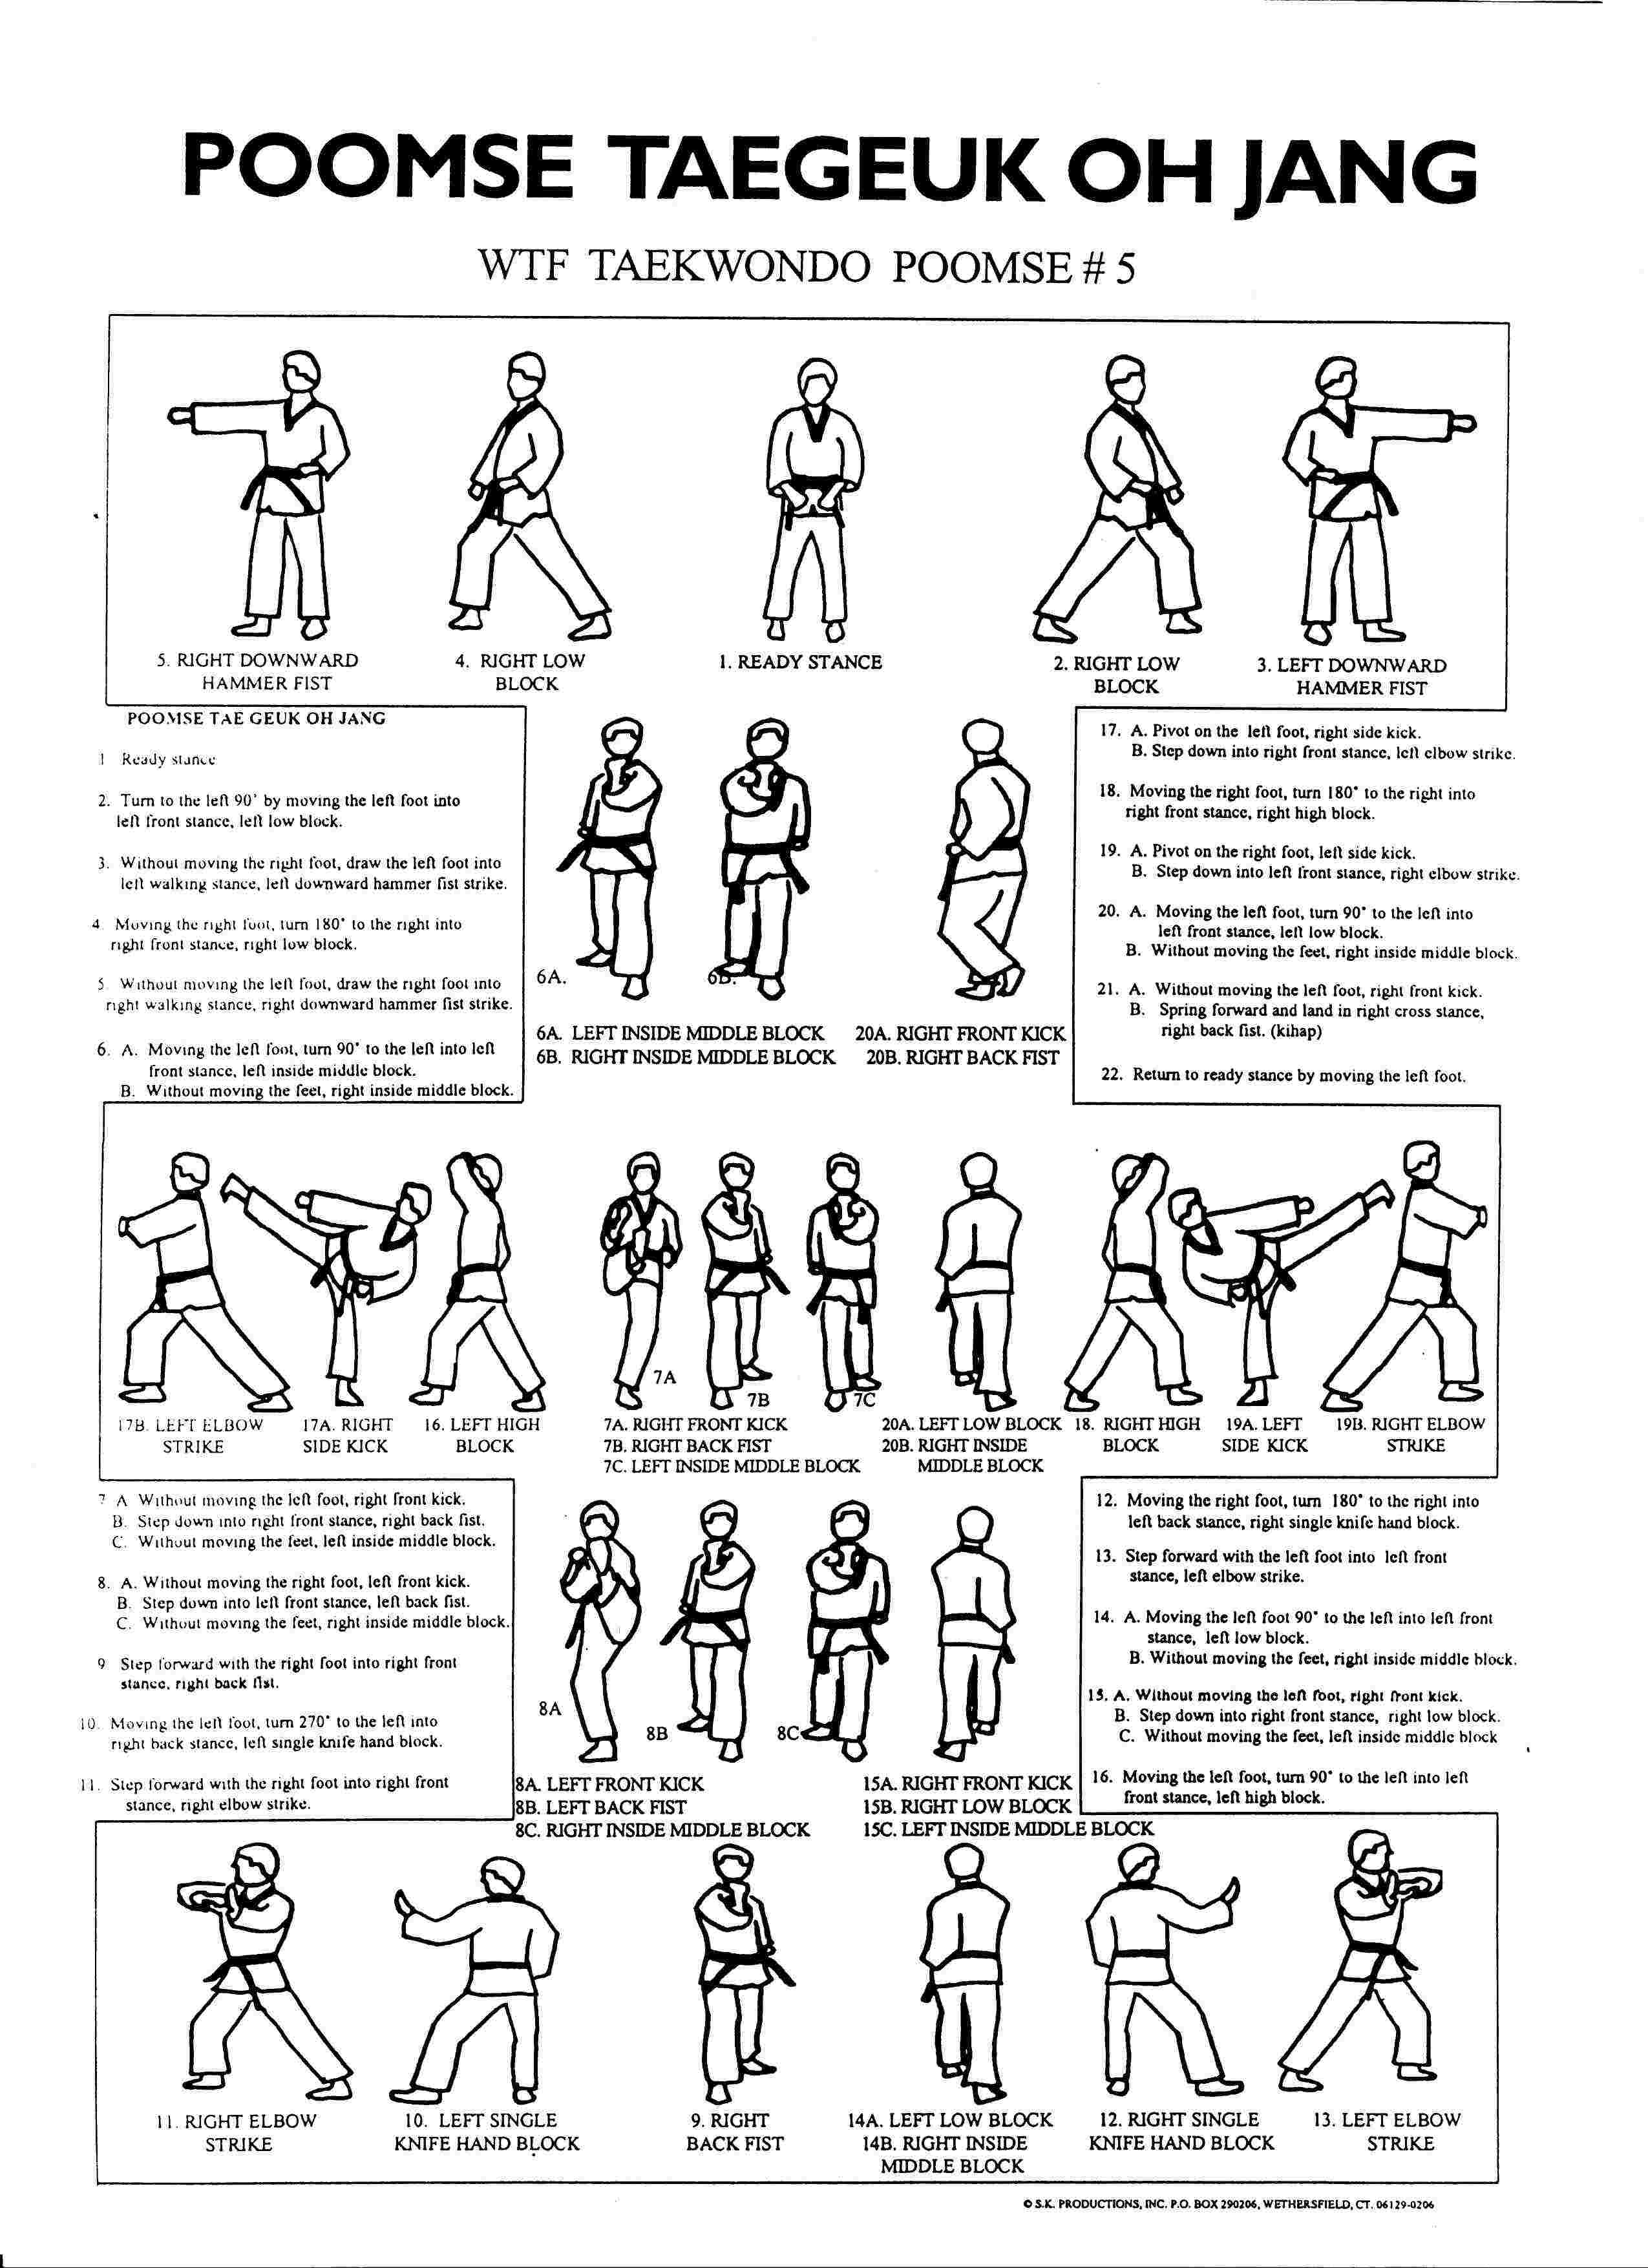 POOMSE TAEGEUK OH JANG
WTF TAEKWONDO POOMSE # 5
5. RIGHT DOWNWARD
HAMMER FIST
4. RIGHT LOW
BLOCK
1. READY STANCE
2. RIGHT LOW
BLOCK
3. LEFT DOWNWARD
HAMMER FIST
POOMSE TAE GEUK OH JANG
1 Ready stance
2. Turn to the left 90° by moving the left foot into
left front stance, left low block.
3. Without moving the right foot, draw the left foot into
left walking stance, left downward hammer fist strike.
4 Moving the right foot, turn 180° to the right into
right front stance, right low block.
5. Without moving the left foot, draw the right foot into
right walking stance, right downward hammer fist strike.
6. A. Moving the left foot, turn 90° to the left into left
front stance, left inside middle block.
B. Without moving the feet, right inside middle block.
6A.
6B.
6A. LEFT INSIDE MIDDLE BLOCK
6B. RIGHT INSIDE MIDDLE BLOCK
20A. RIGHT FRONT KICK
20B. RIGHT BACK FIST
17. A. Pivot on the left foot, right side kick.
B. Step down into right front stance, left elbow strike.
18. Moving the right foot, turn 180° to the right into
right front stance, right high block.
19. A. Pivot on the right foot, left side kick.
B. Step down into left front stance, right elbow strike.
20. A. Moving the left foot, turn 90° to the left into
left front stance, left low block.
B. Without moving the feet, right inside middle block.
21. A. Without moving the left foot, right front kick.
B. Spring forward and land in right cross stance,
right back fist. (kihap)
22. Return to ready stance by moving the left foot.
7A
7B
7C
17B. LEFT ELBOW
STRIKE
17A. RIGHT
SIDE KICK
16. LEFT HIGH
BLOCK
7A. RIGHT FRONT KICK
7B. RIGHT BACK FIST
7C. LEFT INSIDE MIDDLE BLOCK
20A. LEFT LOW BLOCK
20B. RIGHT INSIDE
MIDDLE BLOCK
18. RIGHT HIGH
BLOCK
19A. LEFT
SIDE KICK
19B. RIGHT ELBOW
STRIKE
7 A Without moving the left foot, right front kick.
B. Step down into right front stance, right back fist.
C. Without moving the feet, left inside middle block.
8. A. Without moving the right foot, left front kick.
B. Step down into left front stance, left back fist.
C. Without moving the feet, right inside middle block.
9 Step forward with the right foot into right front
stance, right back fist.
10. Moving the left foot, turn 270° to the left into
right back stance, left single knife hand block.
11. Step forward with the right foot into right front
stance, right elbow strike.
8A
8B
8C
8A. LEFT FRONT KICK
8B. LEFT BACK FIST
8C. RIGHT INSIDE MIDDLE BLOCK
15A. RIGHT FRONT KICK
15B. RIGHT LOW BLOCK
15C. LEFT INSIDE MIDDLE BLOCK
12. Moving the right foot, turn 180° to the right into
left back stance, right single knife hand block.
13. Step forward with the left foot into left front
stance, left elbow strike.
14. A. Moving the left foot 90° to the left into left front
stance, left low block.
B. Without moving the feet, right inside middle block.
15. A. Without moving the left foot, right front kick.
B. Step down into right front stance, right low block.
C. Without moving the feet, left inside middle block
16. Moving the left foot, turn 90° to the left into left
front stance, left high block.
11. RIGHT ELBOW
STRIKE
10. LEFT SINGLE
KNIFE HAND BLOCK
9. RIGHT
BACK FIST
14A. LEFT LOW BLOCK
14B. RIGHT INSIDE
MIDDLE BLOCK
12. RIGHT SINGLE
KNIFE HAND BLOCK
13. LEFT ELBOW
STRIKE
© S.K. PRODUCTIONS, INC. P.O. BOX 290206, WETHERSFIELD, CT. 06129-0206